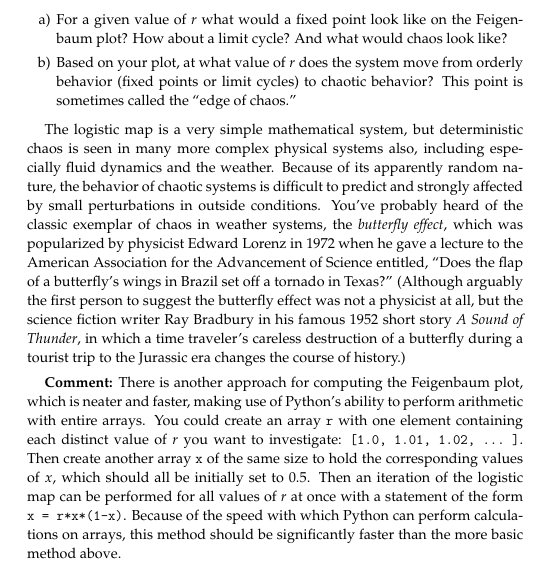 a) For a given value of r what would a fixed point look like on the Feigen-
baum plot? How about a limit cycle? And what would chaos look like?
b) Based on your plot, at what value of r does the system move from orderly
behavior (fixed points or limit cycles) to chaotic behavior? This point is
sometimes called the “edge of chaos.”
The logistic map is a very simple mathematical system, but deterministic
chaos is seen in many more complex physical systems also, including espe-
cially fluid dynamics and the weather. Because of its apparently random na-
ture, the behavior of chaotic systems is difficult to predict and strongly affected
by small perturbations in outside conditions. You’ve probably heard of the
classic exemplar of chaos in weather systems, the butterfly effect, which was
popularized by physicist Edward Lorenz in 1972 when he gave a lecture to the
American Association for the Advancement of Science entitled, “Does the flap
of a butterfly’s wings in Brazil set off a tornado in Texas?” (Although arguably
the first person to suggest the butterfly effect was not a physicist at all, but the
science fiction writer Ray Bradbury in his famous 1952 short story A Sound of
Thunder, in which a time traveler’s careless destruction of a butterfly during a
tourist trip to the Jurassic era changes the course of history.)
Comment: There is another approach for computing the Feigenbaum plot,
which is neater and faster, making use of Python’s ability to perform arithmetic
with entire arrays. You could create an array r with one element containing
each distinct value of r you want to investigate: [1.0, 1.01, 1.02, ... ].
Then create another array x of the same size to hold the corresponding values
of x, which should all be initially set to 0.5. Then an iteration of the logistic
map can be performed for all values of r at once with a statement of the form
x = r*x*(1-x). Because of the speed with which Python can perform calcula-
tions on arrays, this method should be significantly faster than the more basic
method above.